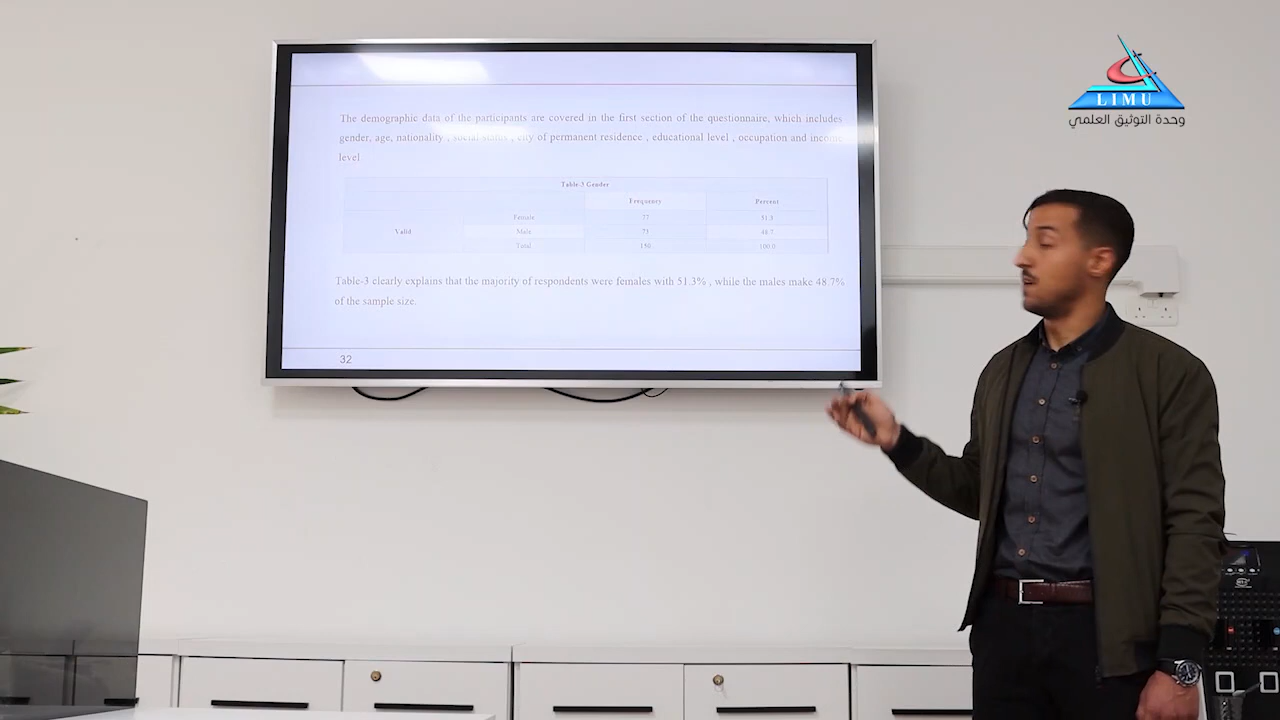 LIMU
وحدة التوثيق العلمي
The demographic data of the participants are covered in the first section of the questionnaire, which includes
gender, age, nationality , social status , city of permanent residence , educational level , occupation and income
level
Table-3 Gender
Frequency Percent
Valid Female 77 51.3
Male 73 48.7
Total 150 100.0
Table-3 clearly explains that the majority of respondents were females with 51.3% , while the males make 48.7%
of the sample size.
32